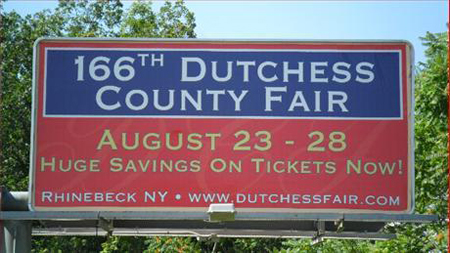 166TH DUTCHESS
COUNTY FAIR
AUGUST 23 - 28
HUGE SAVINGS ON TICKETS NOW!
RHINEBECK NY • WWW.DUTCHESSFAIR.COM